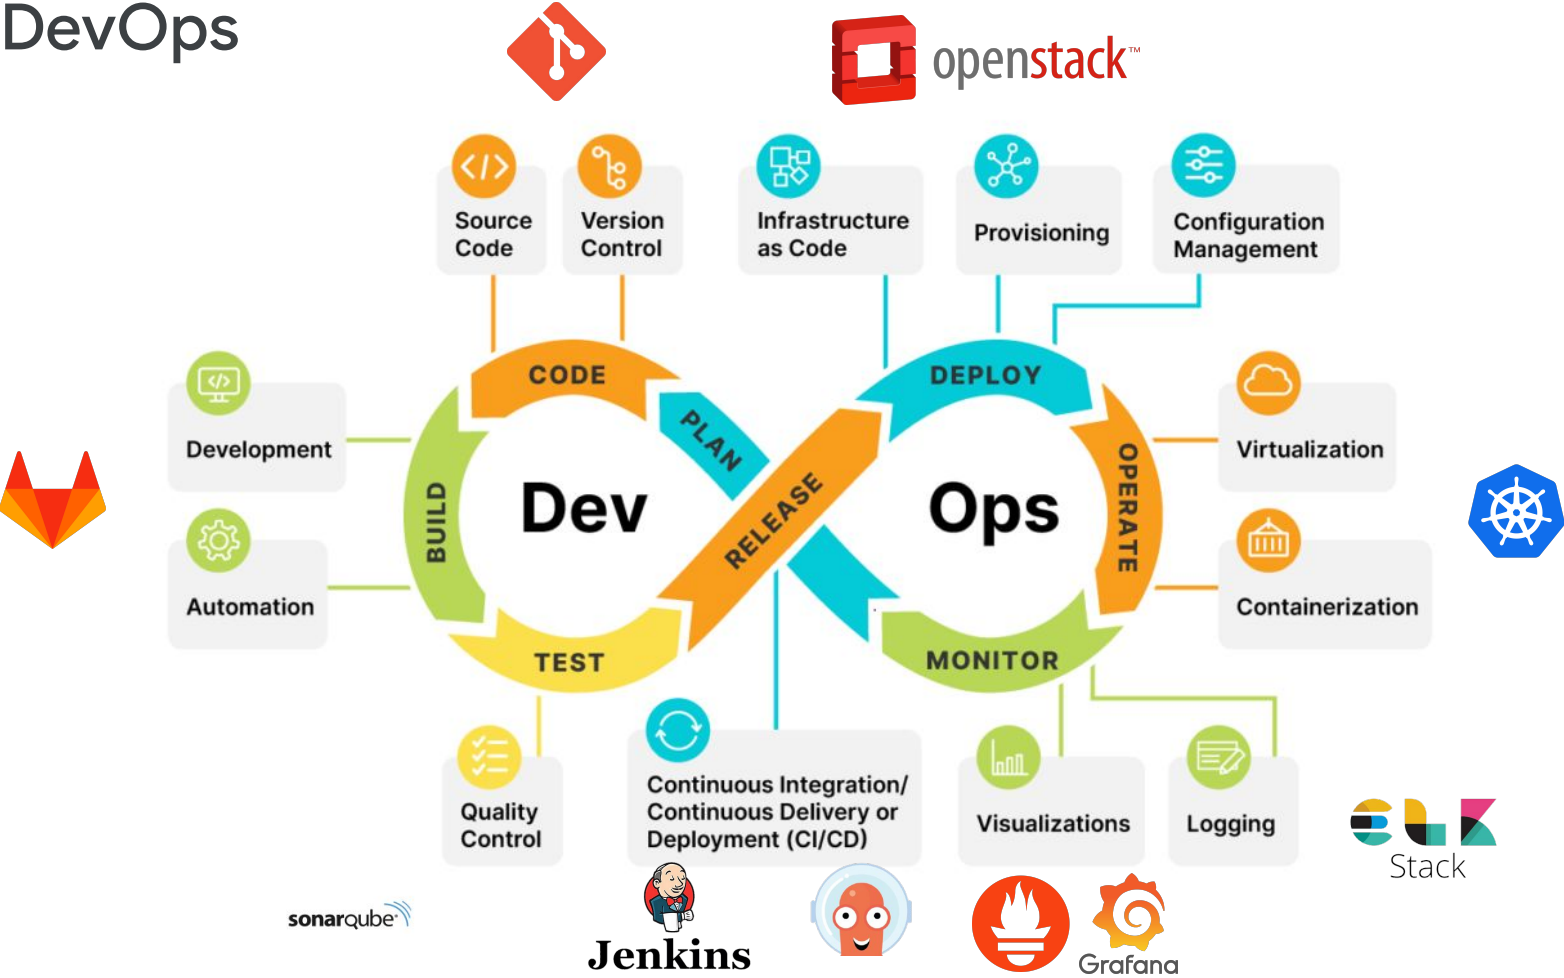 DevOps
openstack™
Source
Code
Version
Control
Infrastructure
as Code
Provisioning
Configuration
Management
CODE
DEPLOY
PLAN
Development
Virtualization
Dev
Ops
BUILD
RELEASE
OPERATE
Automation
Containerization
TEST
MONITOR
Quality
Control
Continuous Integration/
Continuous Delivery or
Deployment (CI/CD)
Visualizations
Logging
ELK
Stack
sonarqube
Jenkins
Grafana